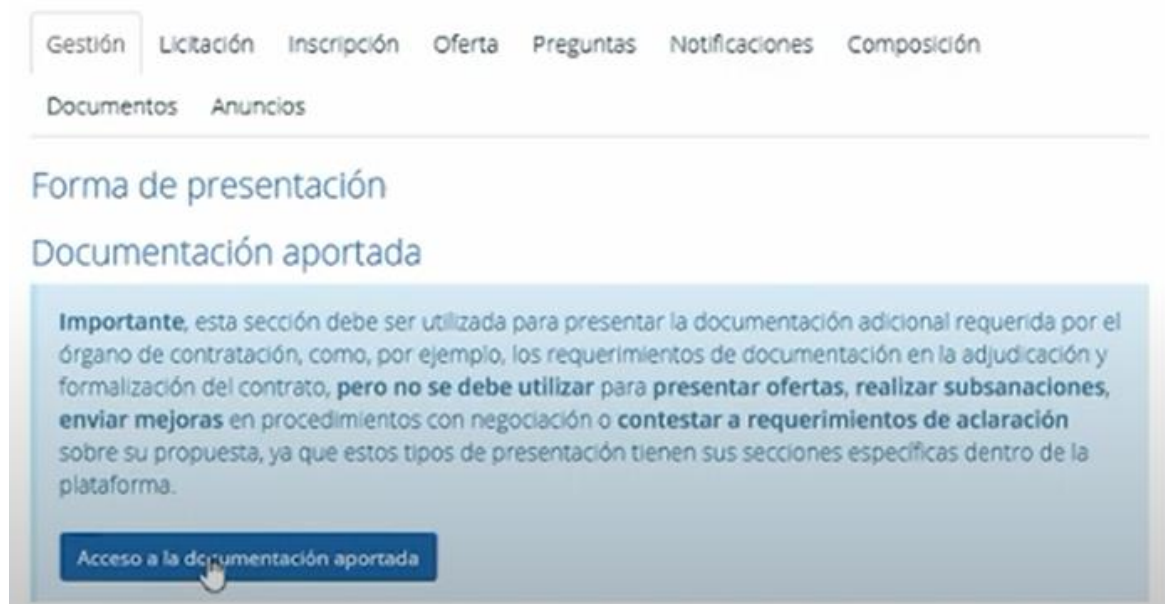 Gestión Licitación Inscripción Oferta Preguntas Notificaciones Composición
Documentos Anuncios
Forma de presentación
Documentación aportada
Importante, esta sección debe ser utilizada para presentar la documentación adicional requerida por el
órgano de contratación, como, por ejemplo, los requerimientos de documentación en la adjudicación y
formalización del contrato, pero no se debe utilizar para presentar ofertas, realizar subsanaciones,
enviar mejoras en procedimientos con negociación o contestar a requerimientos de aclaración
sobre su propuesta, ya que estos tipos de presentación tienen sus secciones específicas dentro de la
plataforma.
Acceso a la documentación aportada